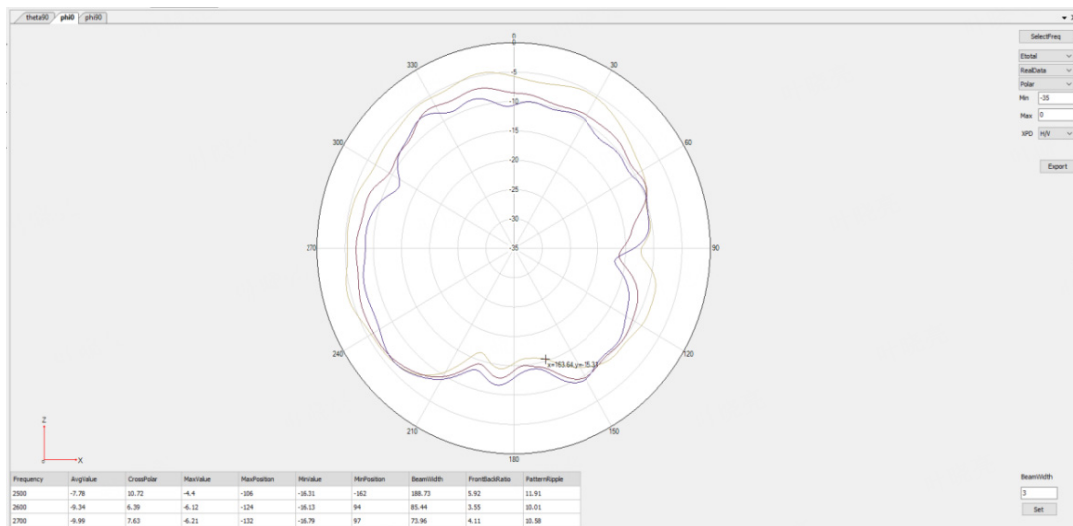 theta90 phi0 phi90
SelectFreq
Etotal
RealData
Polar
Min -35
Max 0
XPD H/V
Export
0
330 30
-5
-10
300 60
-15
-20
-25
-30
270 -35 90
x=163.64,y=-15.31
240 120
210 150
180
Z
X
Frequency AvgValue CrossPolar MaxValue MaxPosition MinValue MinPosition BeamWidth FrontBackRatio PatternRipple
2500 -7.78 10.72 -4.4 -106 -16.31 -162 188.73 5.92 11.91
2600 -9.34 6.39 -6.12 -124 -16.13 94 85.44 3.55 10.01
2700 -9.99 7.63 -6.21 -132 -16.79 97 73.96 4.11 10.58
BeamWidth
3
Set